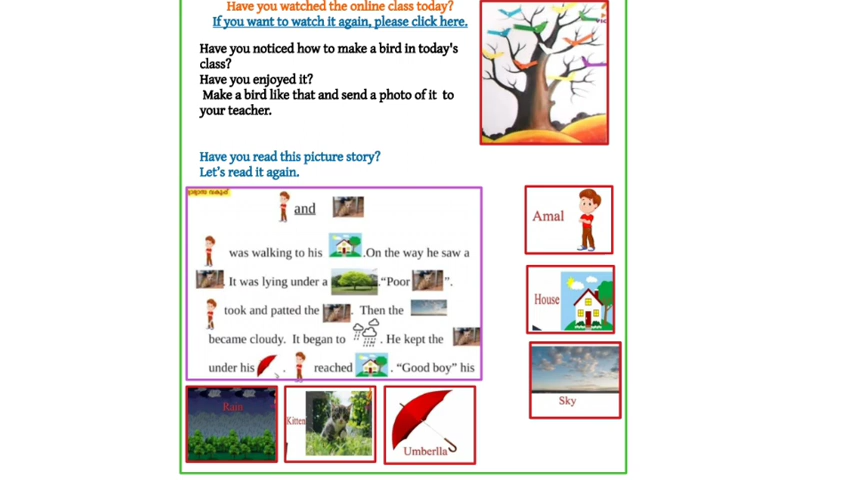 Have you watched the online class today?
If you want to watch it again, please click here.
Have you noticed how to make a bird in today's
class?
Have you enjoyed it?
Make a bird like that and send a photo of it to
your teacher.
Have you read this picture story?
Let's read it again.
and
was walking to his .On the way he saw a
. It was lying under a .“Poor ”.
took and patted the . Then the
became cloudy. It began to . He kept the
under his . reached . “Good boy” his
Amal
House
Sky
Rain
Kitten
Umberlla